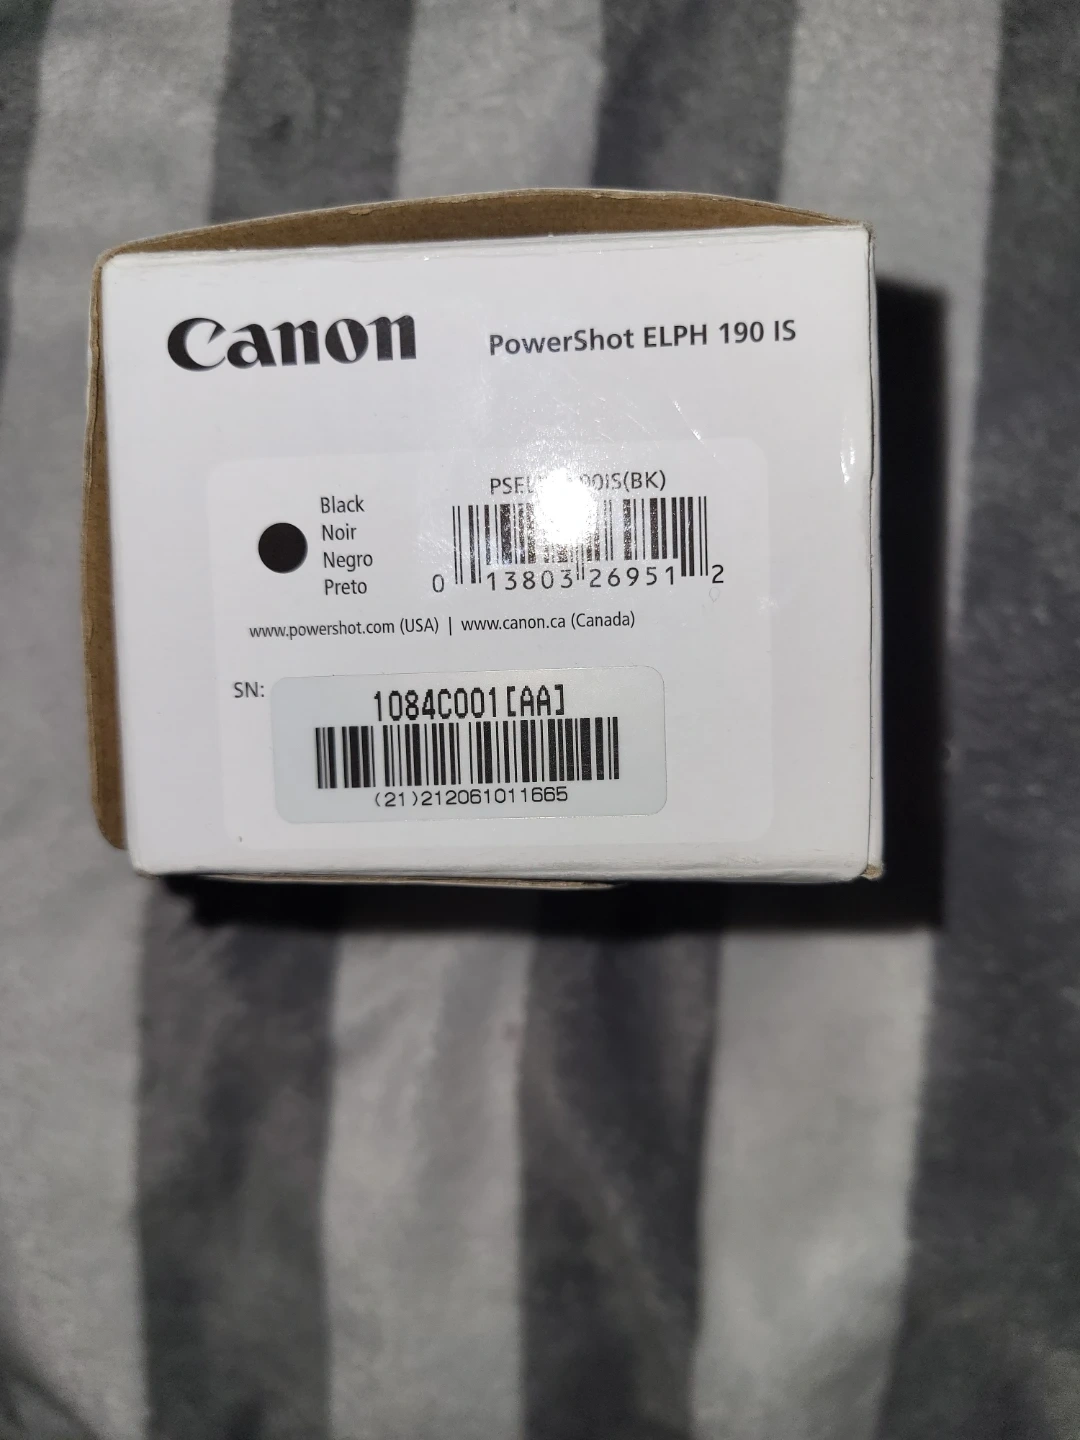 Canon PowerShot ELPH 190 IS
Black
Noir
Negro
Preto
0 13803 26951 2
www.powershot.com (USA) | www.canon.ca (Canada)
SN:
1084C001[AA]
(21)212061011665